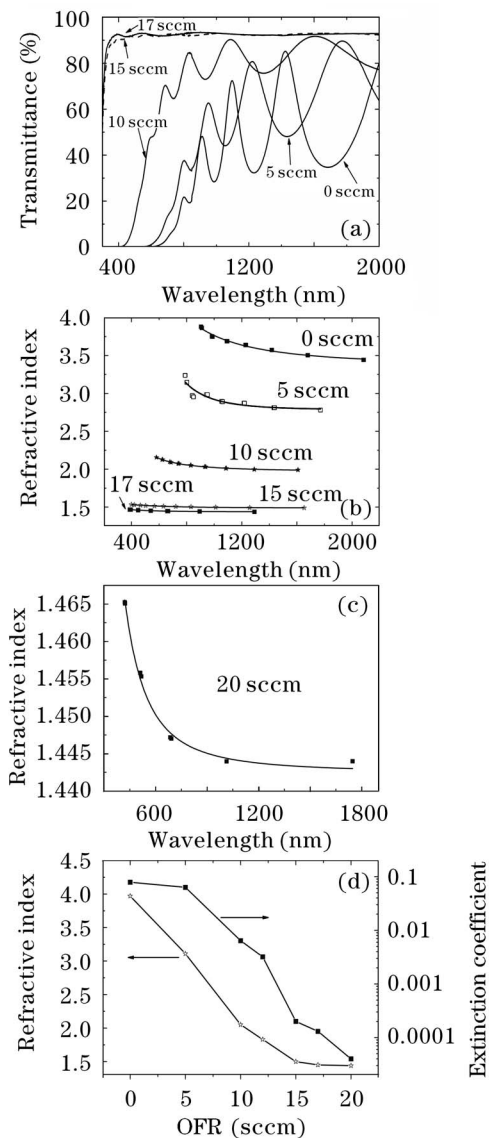 17 sccm
15 sccm
10 sccm
5 sccm
0 sccm
(a)
Transmittance (%)
100
80
60
40
20
0
400 1200 2000
Wavelength (nm)
4.0
3.5
3.0
2.5
2.0
1.5
Refractive index
0 sccm
5 sccm
10 sccm
17 sccm
15 sccm
(b)
400 1200 2000
Wavelength (nm)
1.465
1.460
1.455
1.450
1.445
1.440
Refractive index
(c)
20 sccm
600 1200 1800
Wavelength (nm)
4.5
4.0
3.5
3.0
2.5
2.0
1.5
Refractive index
(d)
0.1
0.01
0.001
0.0001
Extinction coefficient
0 5 10 15 20
OFR (sccm)